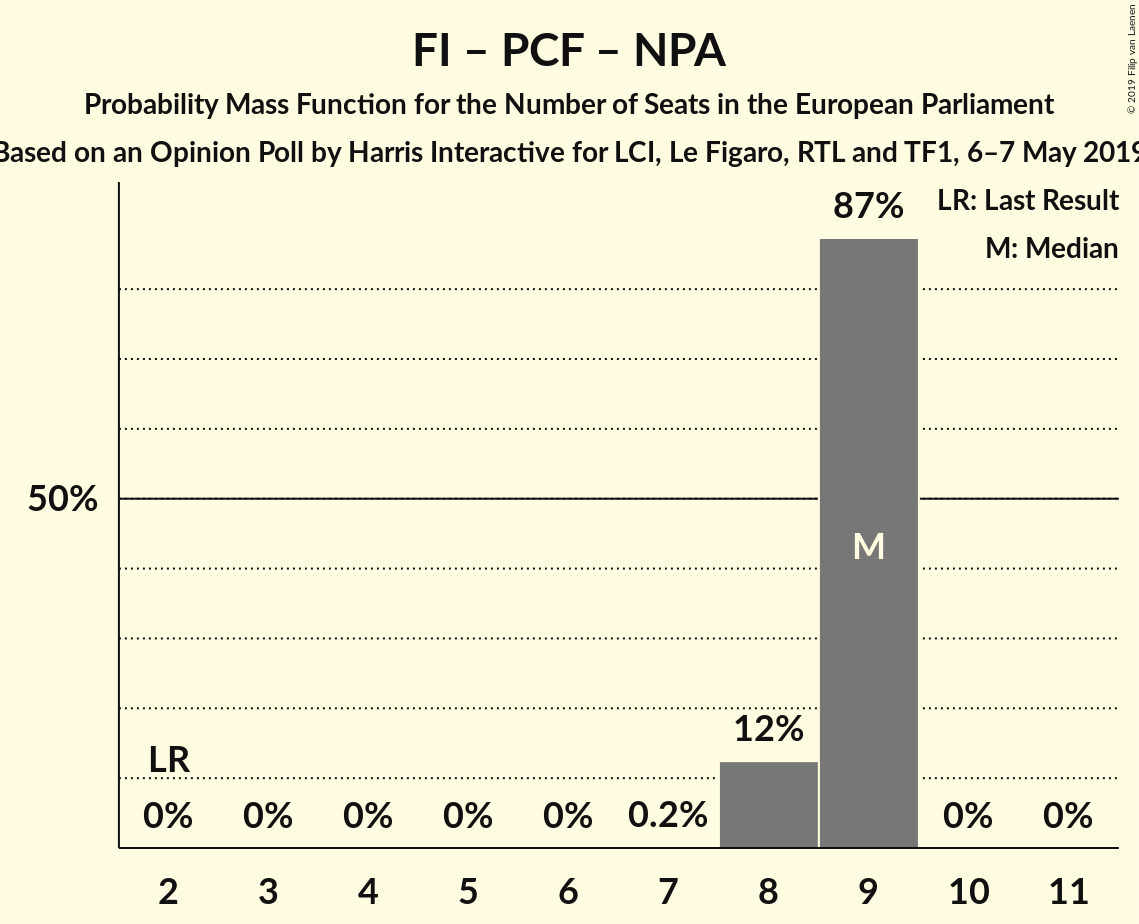 FI – PCF – NPA
Probability Mass Function for the Number of Seats in the European Parliament
Based on an Opinion Poll by Harris Interactive for LCI, Le Figaro, RTL and TF1, 6–7 May 2019
© 2019 Filip van Laenen
LR: Last Result
M: Median
87%
50%
M
12%
LR
0% 0% 0% 0% 0% 0.2% 0% 0%
2 3 4 5 6 7 8 9 10 11